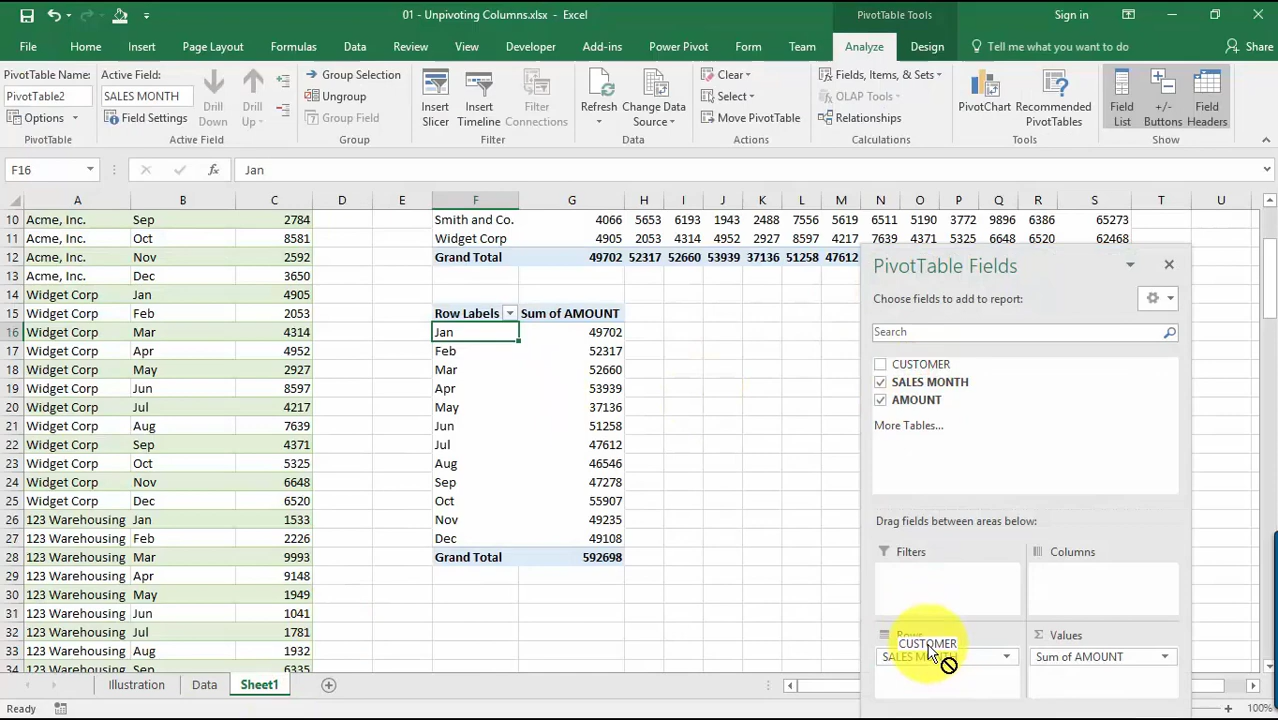 01 - Unpivoting Columns.xlsx - Excel
PivotTable Tools
Sign in
File Home Insert Page Layout Formulas Data Review View Developer Add-ins Power Pivot Form Team Analyze Design Tell me what you want to do Share
PivotTable Name: Active Field: Group Selection Clear Fields, Items, & Sets
PivotTable2 SALES MONTH Ungroup Select OLAP Tools
Options Field Settings Group Field Move PivotTable Relationships
Drill Down Drill Up Insert Slicer Insert Timeline Filter Connections Refresh Change Data Source PivotChart Recommended PivotTables Field List +/- Buttons Field Headers
PivotTable Active Field Group Filter Data Actions Calculations Tools Show
F16 fx Jan
A B C D E F G H I J K L M N O P Q R S T U
10 Acme, Inc. Sep 2784 Smith and Co. 4066 5653 6193 1943 2488 7556 5619 6511 5190 3772 9896 6386 65273
11 Acme, Inc. Oct 8581 Widget Corp 4905 2053 4314 4952 2927 8597 4217 7639 4371 5325 6648 6520 62468
12 Acme, Inc. Nov 2592 Grand Total 49702 52317 52660 53939 37136 51258 47612
13 Acme, Inc. Dec 3650
14 Widget Corp Jan 4905
15 Widget Corp Feb 2053 Row Labels Sum of AMOUNT
16 Widget Corp Mar 4314 Jan 49702
17 Widget Corp Apr 4952 Feb 52317
18 Widget Corp May 2927 Mar 52660
19 Widget Corp Jun 8597 Apr 53939
20 Widget Corp Jul 4217 May 37136
21 Widget Corp Aug 7639 Jun 51258
22 Widget Corp Sep 4371 Jul 47612
23 Widget Corp Oct 5325 Aug 46546
24 Widget Corp Nov 6648 Sep 47278
25 Widget Corp Dec 6520 Oct 55907
26 123 Warehousing Jan 1533 Nov 49235
27 123 Warehousing Feb 2226 Dec 49108
28 123 Warehousing Mar 9993 Grand Total 592698
29 123 Warehousing Apr 9148
30 123 Warehousing May 1949
31 123 Warehousing Jun 1041
32 123 Warehousing Jul 1781
33 123 Warehousing Aug 1932
34 123 Warehousing Sep 6335
PivotTable Fields
Choose fields to add to report:
Search
CUSTOMER
SALES MONTH
AMOUNT
More Tables...
Drag fields between areas below:
Filters Columns
Rows Σ Values
CUSTOMER
SALES MONTH Sum of AMOUNT
Illustration Data Sheet1
Ready 100%